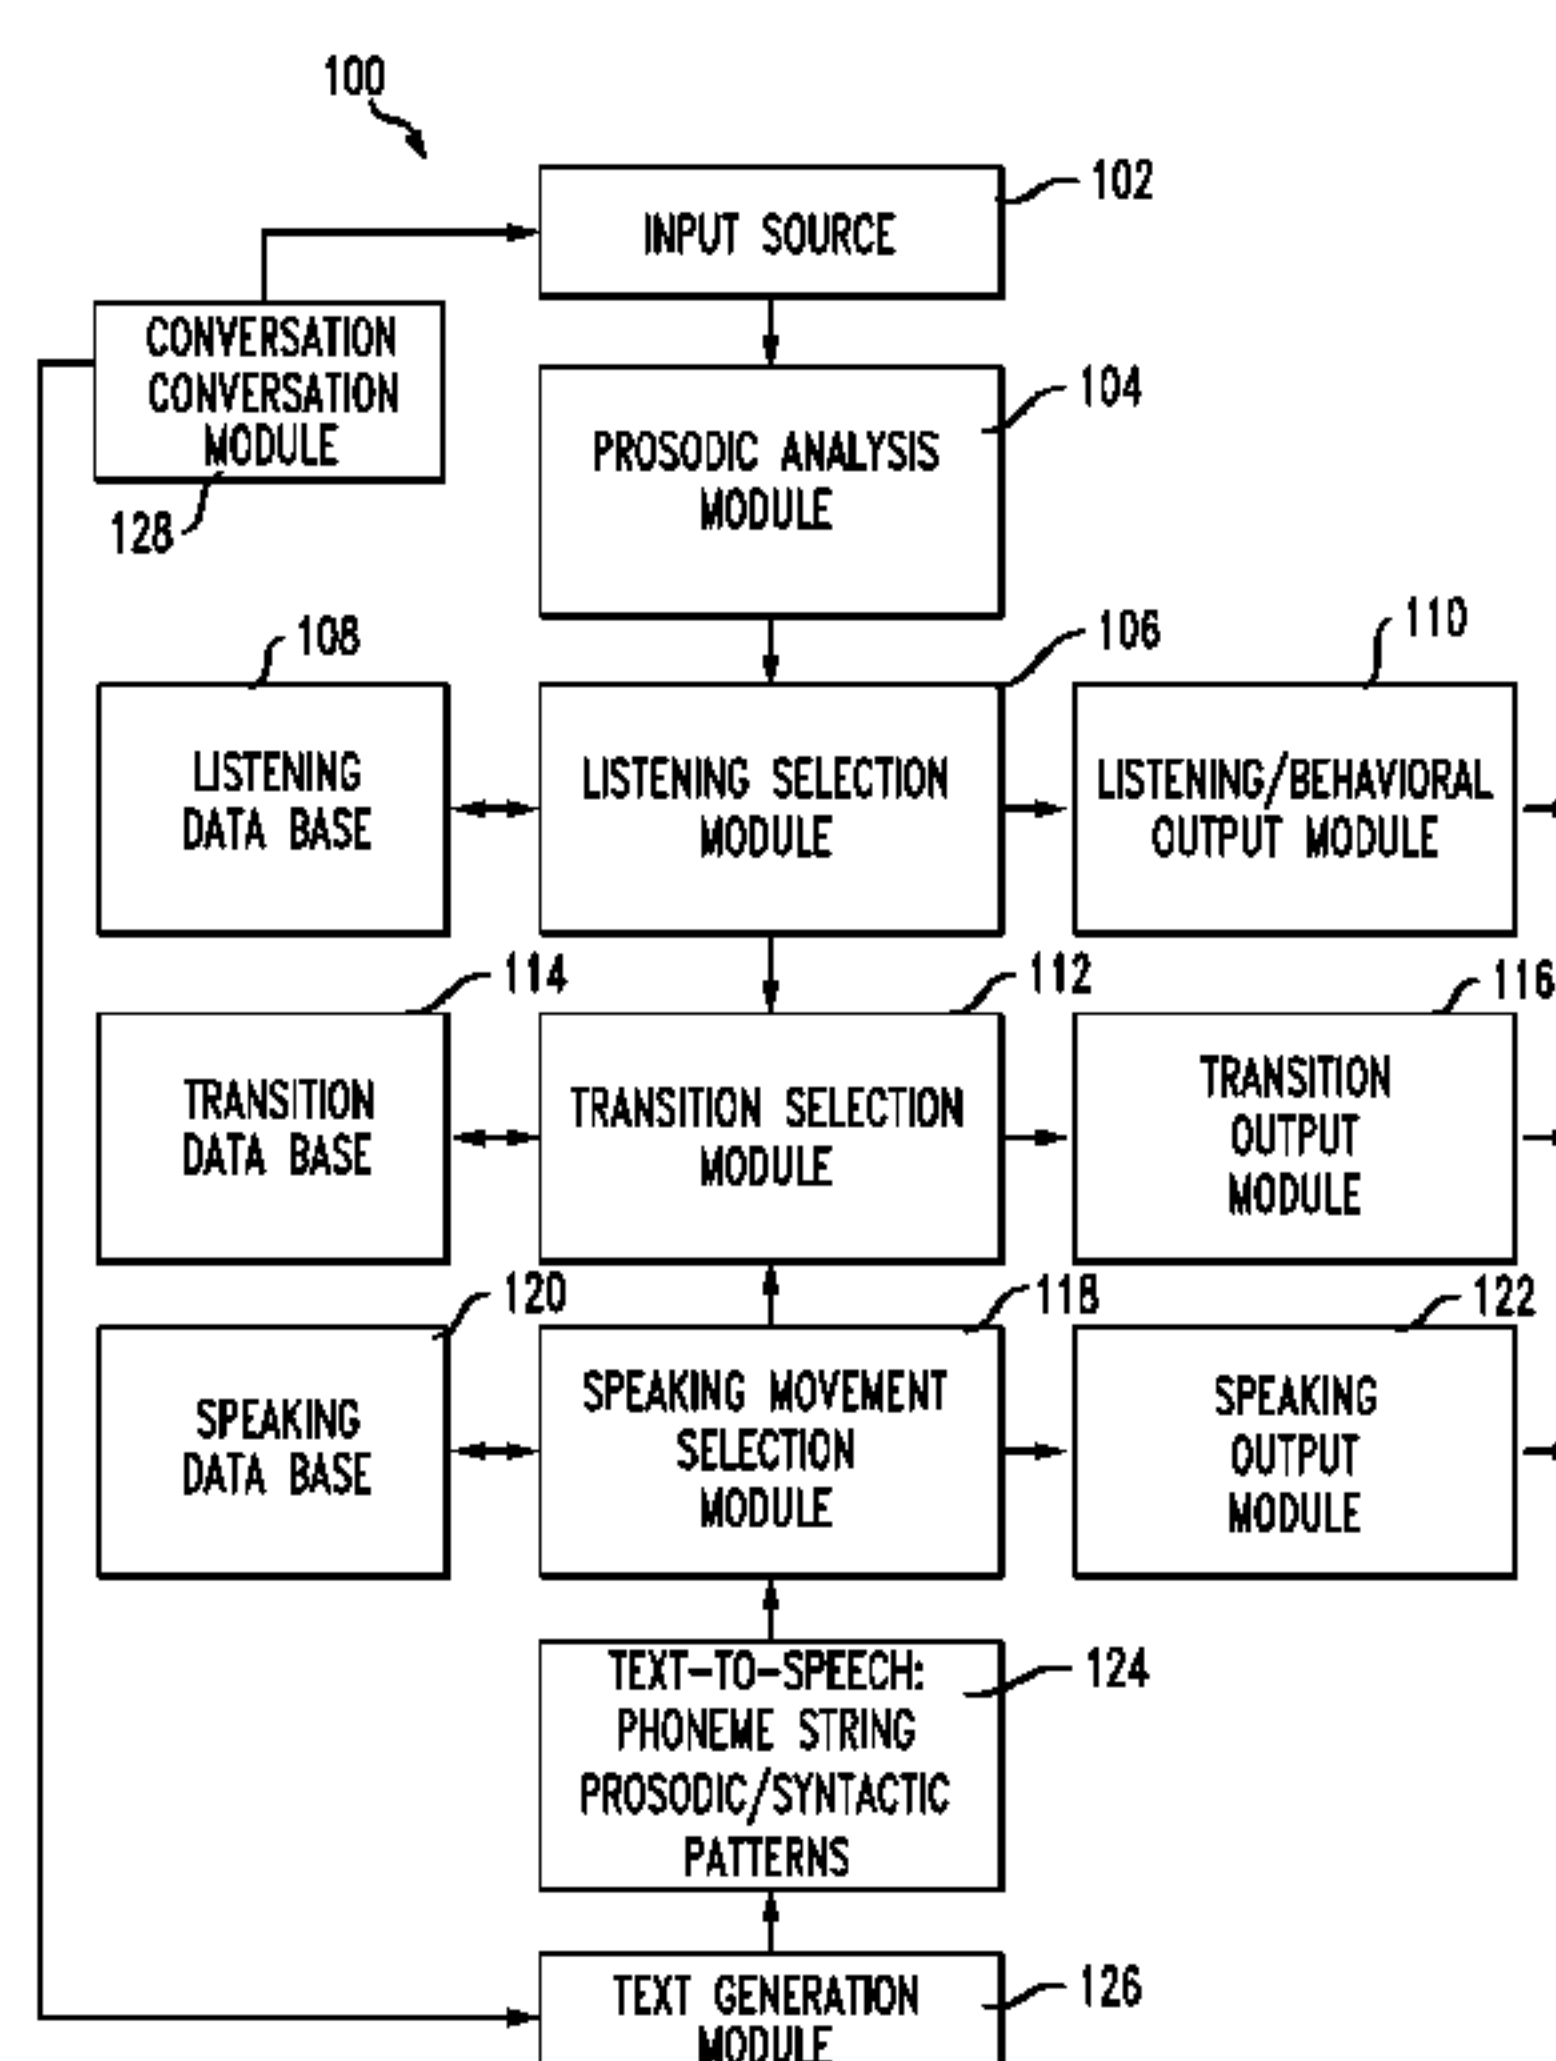 100
102
INPUT SOURCE
CONVERSATION
CONVERSATION
MODULE
128
104
PROSODIC ANALYSIS
MODULE
108
106
110
LISTENING
DATA BASE
LISTENING SELECTION
MODULE
LISTENING/BEHAVIORAL
OUTPUT MODULE
114
112
116
TRANSITION
DATA BASE
TRANSITION SELECTION
MODULE
TRANSITION
OUTPUT
MODULE
120
118
122
SPEAKING
DATA BASE
SPEAKING MOVEMENT
SELECTION
MODULE
SPEAKING
OUTPUT
MODULE
124
TEXT-TO-SPEECH:
PHONEME STRING
PROSODIC/SYNTACTIC
PATTERNS
126
TEXT GENERATION
MODULE